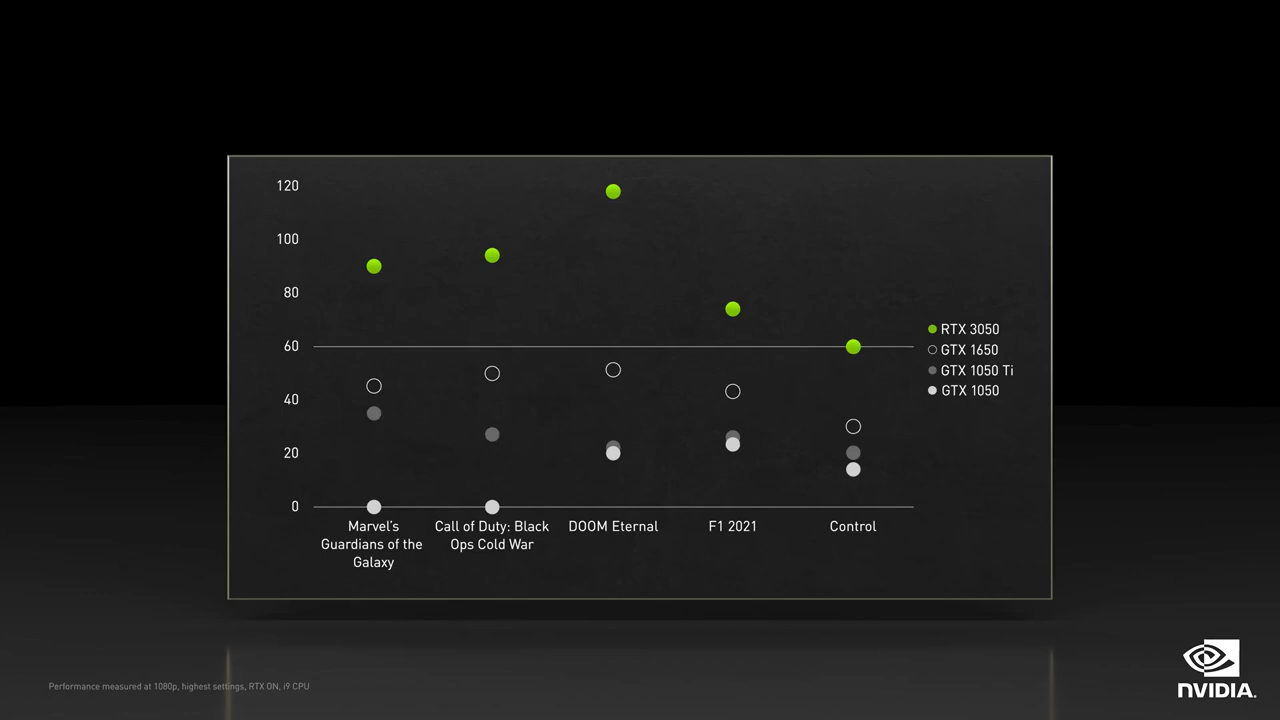 120
100
80
60
40
20
0
RTX 3050
GTX 1650
GTX 1050 Ti
GTX 1050
Marvel's
Guardians of the
Galaxy
Call of Duty: Black
Ops Cold War
DOOM Eternal
F1 2021
Control
Performance measured at 1080p, highest settings, RTX ON, i9 CPU
NVIDIA.